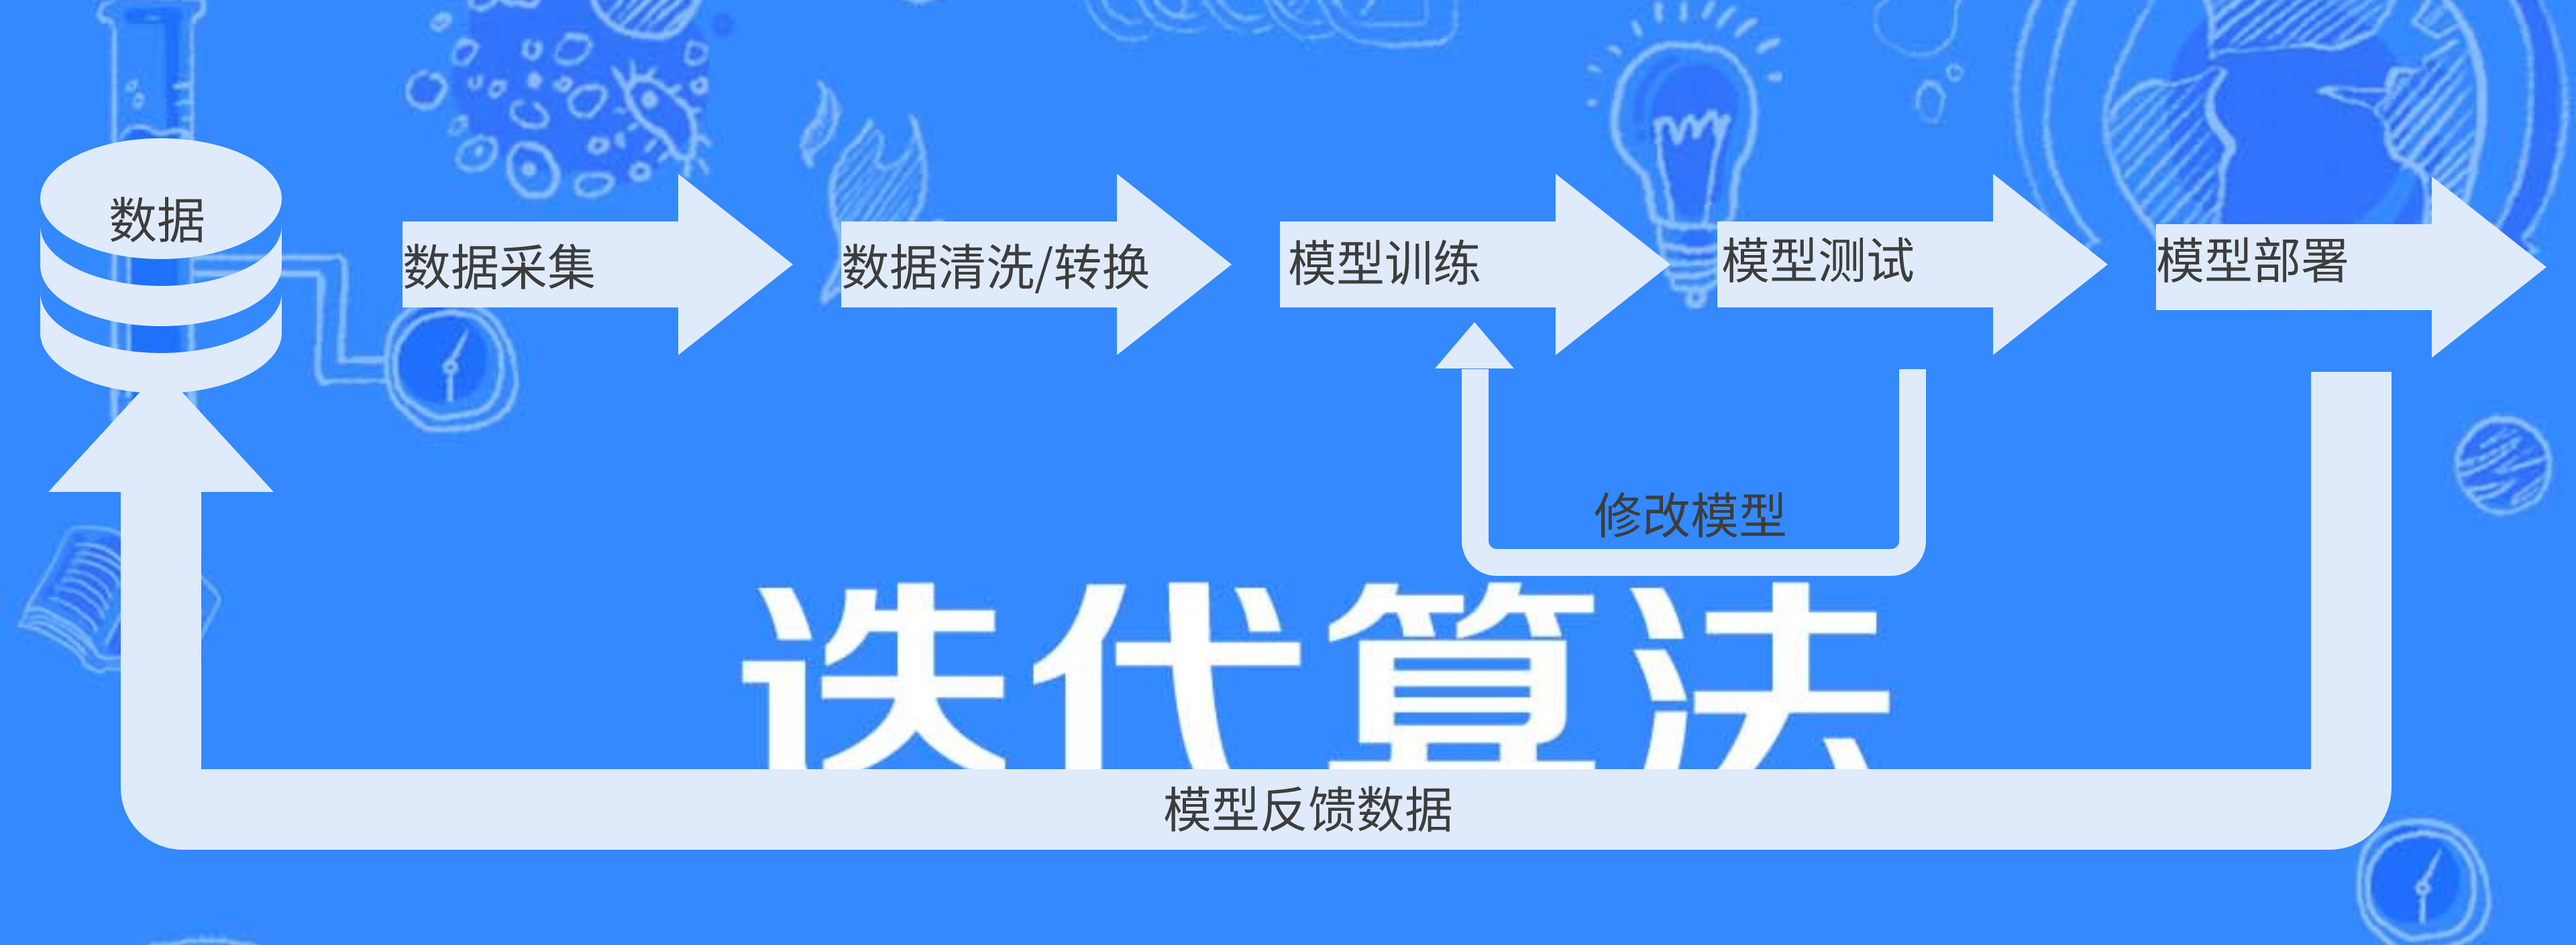 数据
数据采集
数据清洗/转换
模型训练
模型测试
模型部署
修改模型
迭代算法
模型反馈数据